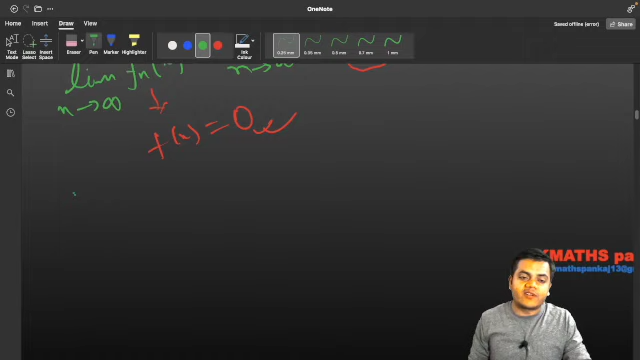 OneNote
Saved offline (error)
Home Insert Draw View
Share
Text Mode
Lasso Select
Insert Space
Eraser
Pen
Marker
Highlighter
Ink Colour
0.25 mm
0.35 mm
0.5 mm
0.7 mm
1 mm
lim fn(x)
n→∞
n→∞
f(x) = 0
MATHS pa
mathspankaj13@g